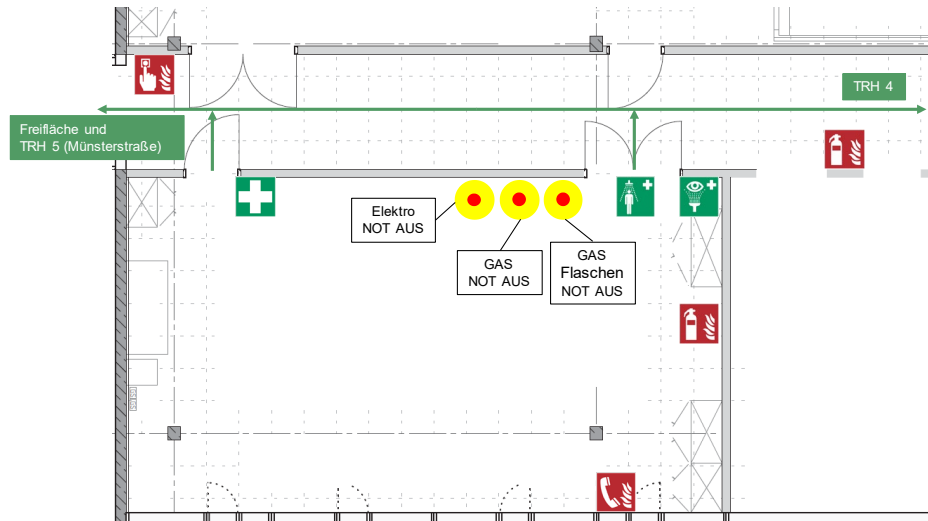 TRH 4
Freifläche und
TRH 5 (Münsterstraße)
Elektro
NOT AUS
GAS
NOT AUS
GAS
Flaschen
NOT AUS